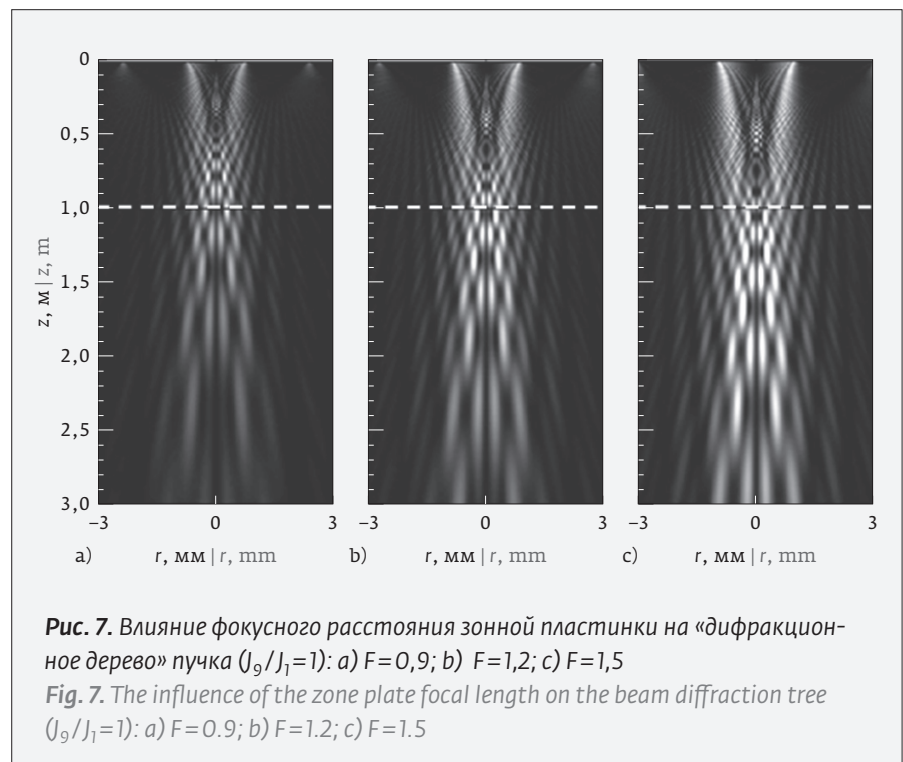 0
0,5
1,0
1,5
2,0
2,5
3,0
z, м | z, m
−3 0 3
−3 0 3
−3 0 3
a) r, мм | r, mm
b) r, мм | r, mm
c) r, мм | r, mm
Рис. 7. Влияние фокусного расстояния зонной пластинки на «дифракцион-
ное дерево» пучка (J₉/J₁=1): a) F=0,9; b) F=1,2; c) F=1,5
Fig. 7. The influence of the zone plate focal length on the beam diffraction tree
(J₉/J₁=1): a) F=0.9; b) F=1.2; c) F=1.5